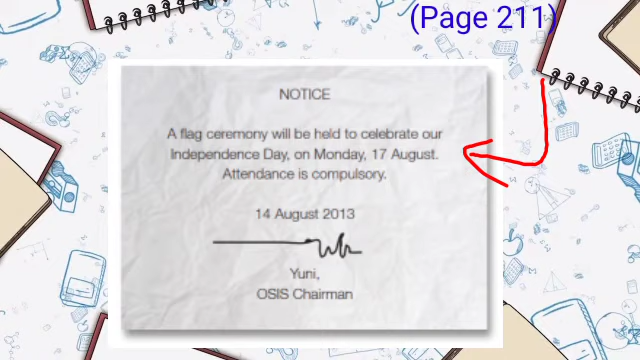 (Page 211)
NOTICE
A flag ceremony will be held to celebrate our
Independence Day, on Monday, 17 August.
Attendance is compulsory.
14 August 2013
Yuni,
OSIS Chairman